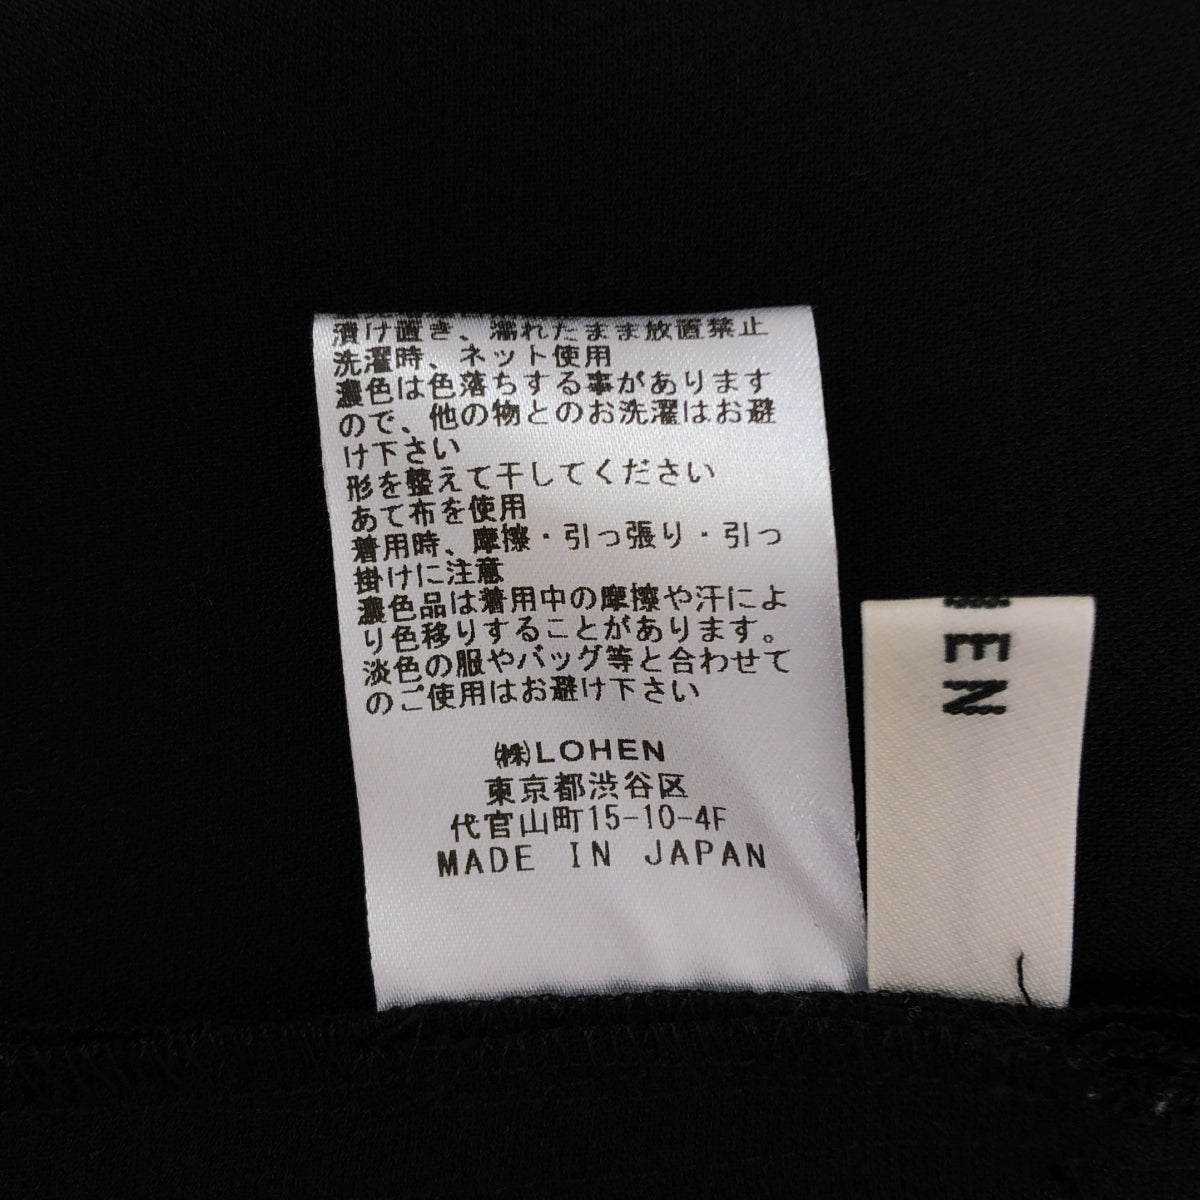 漬け置き、濡れたまま放置禁止
洗濯時、ネット使用
濃色は色落ちする事があります
ので、他の物とのお洗濯はお避
け下さい
形を整えて干してください
あて布を使用
着用時、摩擦・引っ張り・引っ
掛けに注意
濃色品は着用中の摩擦や汗によ
り色移りすることがあります。
淡色の服やバッグ等と合わせて
のご使用はお避け下さい
㈱LOHEN
東京都渋谷区
代官山町15-10-4F
MADE IN JAPAN
EN